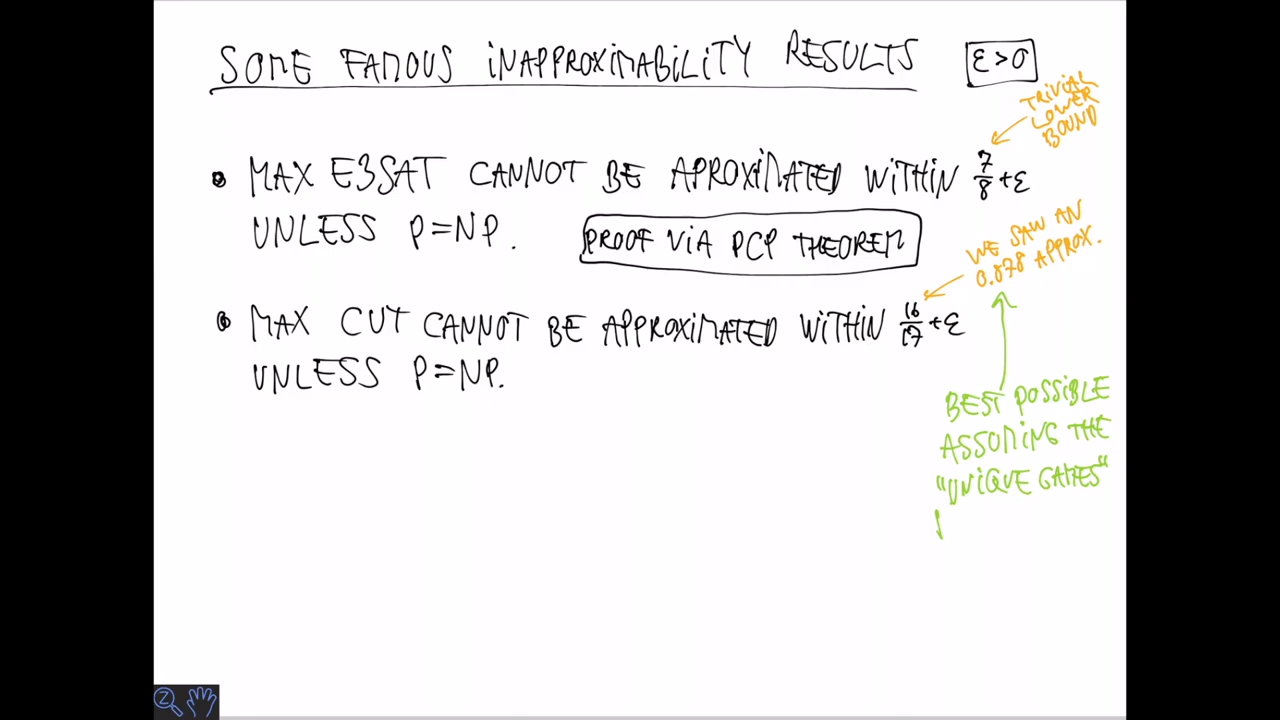 SOME FAMOUS INAPPROXIMABILITY RESULTS
ε>0
TRIVIAL
LOWER
BOUND
• MAX E3SAT CANNOT BE APROXIMATED WITHIN 7/8+ε
UNLESS P=NP.
PROOF VIA PCP THEOREM
WE SAW AN
0.878 APPROX.
• MAX CUT CANNOT BE APPROXIMATED WITHIN 16/17+ε
UNLESS P=NP.
BEST POSSIBLE
ASSUMING THE
"UNIQUE GAMES"